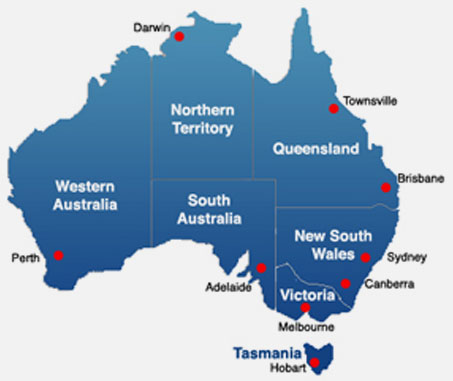 Darwin
Townsville
Northern
Territory
Queensland
Brisbane
Western
Australia
South
Australia
New South
Wales
Perth
Sydney
Adelaide
Canberra
Victoria
Melbourne
Tasmania
Hobart